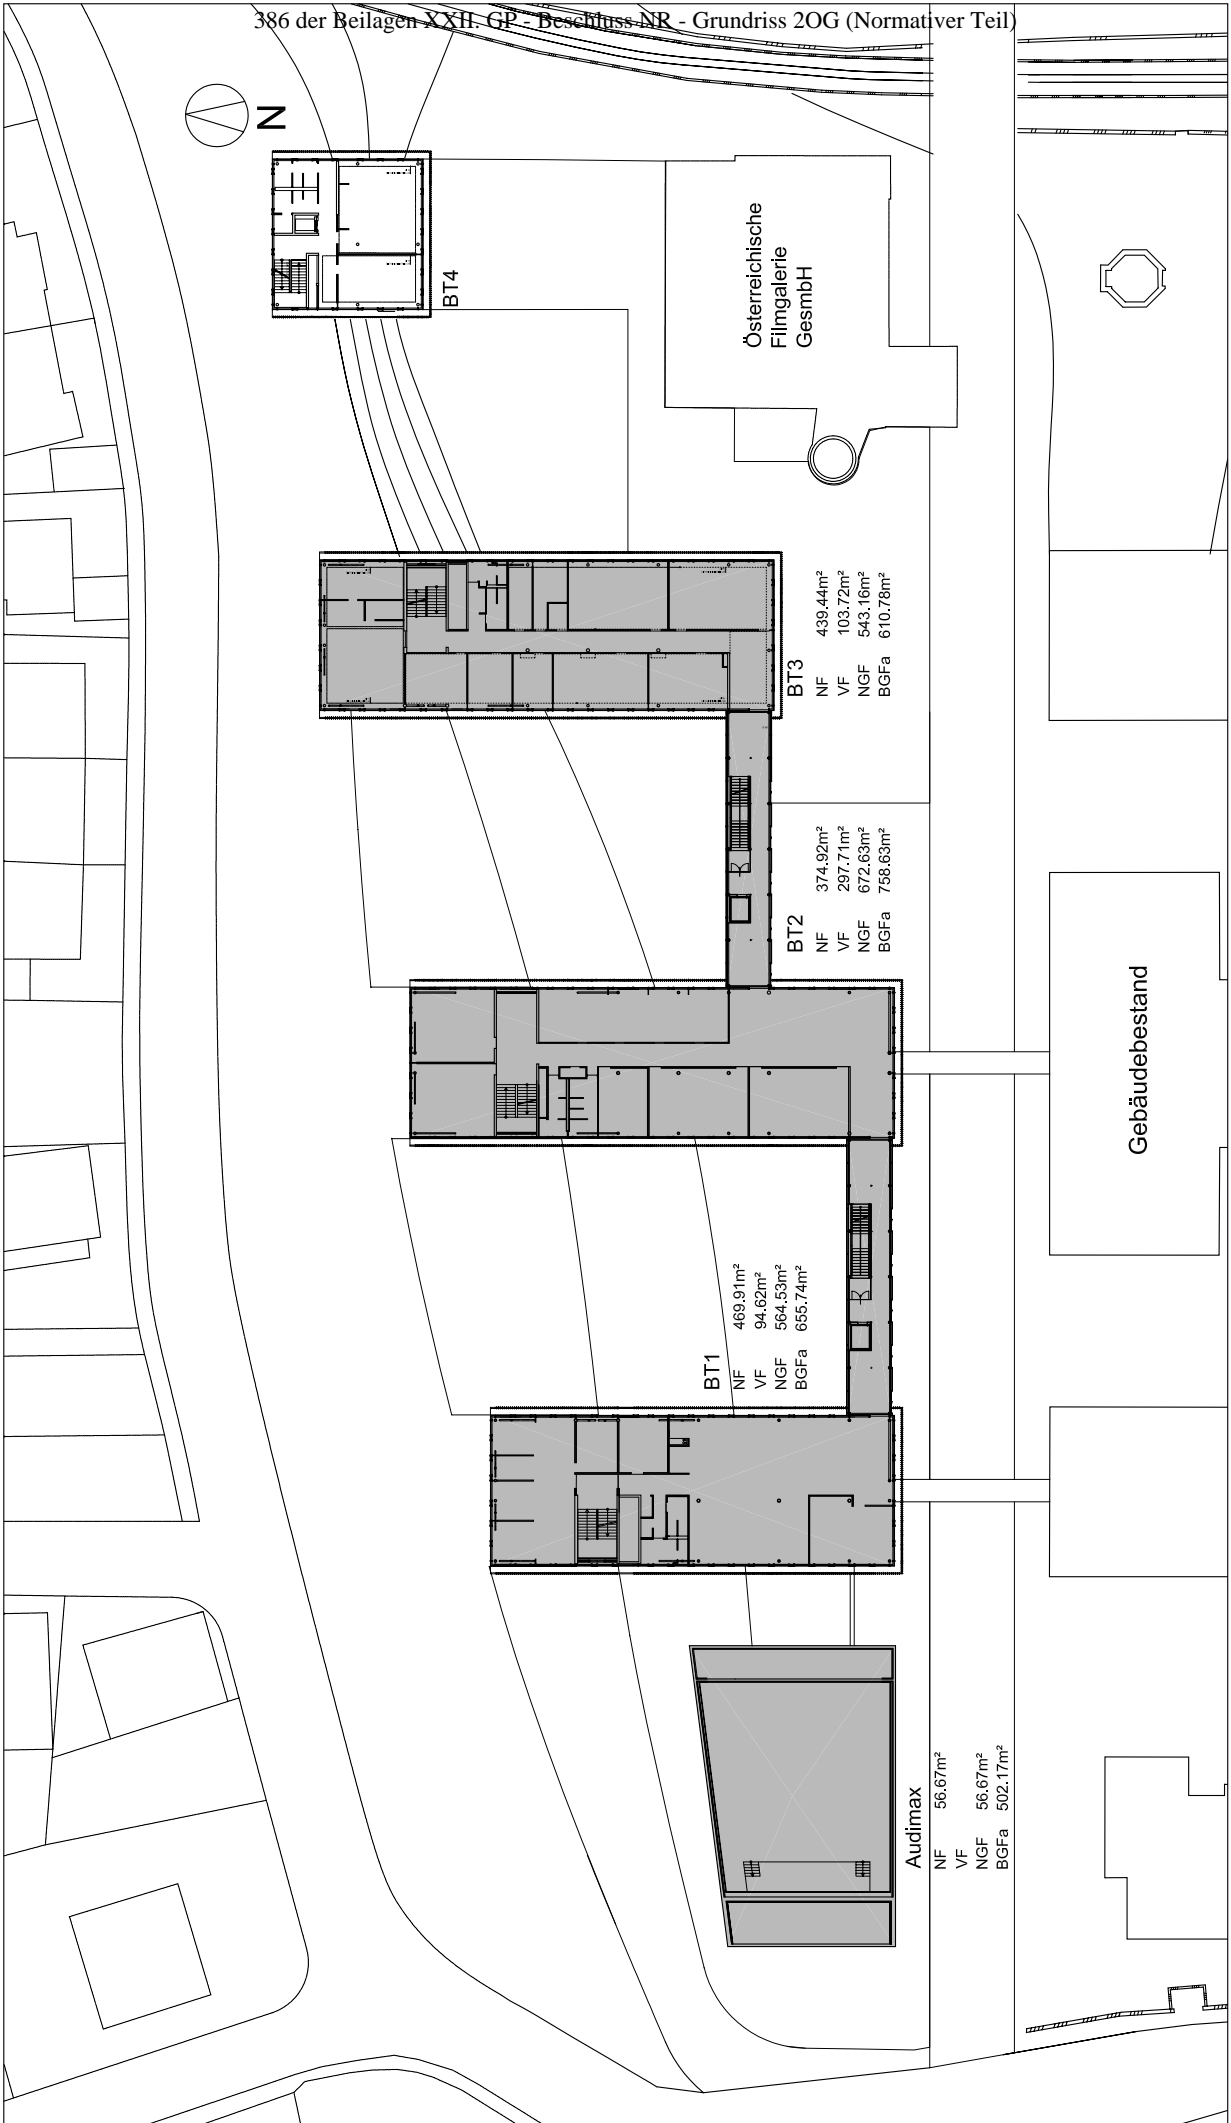 386 der Beilagen XXII. GP - Beschluss NR - Grundriss 2OG (Normativer Teil)
N
BT4
Österreichische
Filmgalerie
GesmbH
BT3
NF 439.44m²
VF 103.72m²
NGF 543.16m²
BGFa 610.78m²
BT2
NF 374.92m²
VF 297.71m²
NGF 672.63m²
BGFa 758.63m²
Gebäudebestand
BT1
NF 469.91m²
VF 94.62m²
NGF 564.53m²
BGFa 655.74m²
Audimax
NF 56.67m²
VF
NGF 56.67m²
BGFa 502.17m²